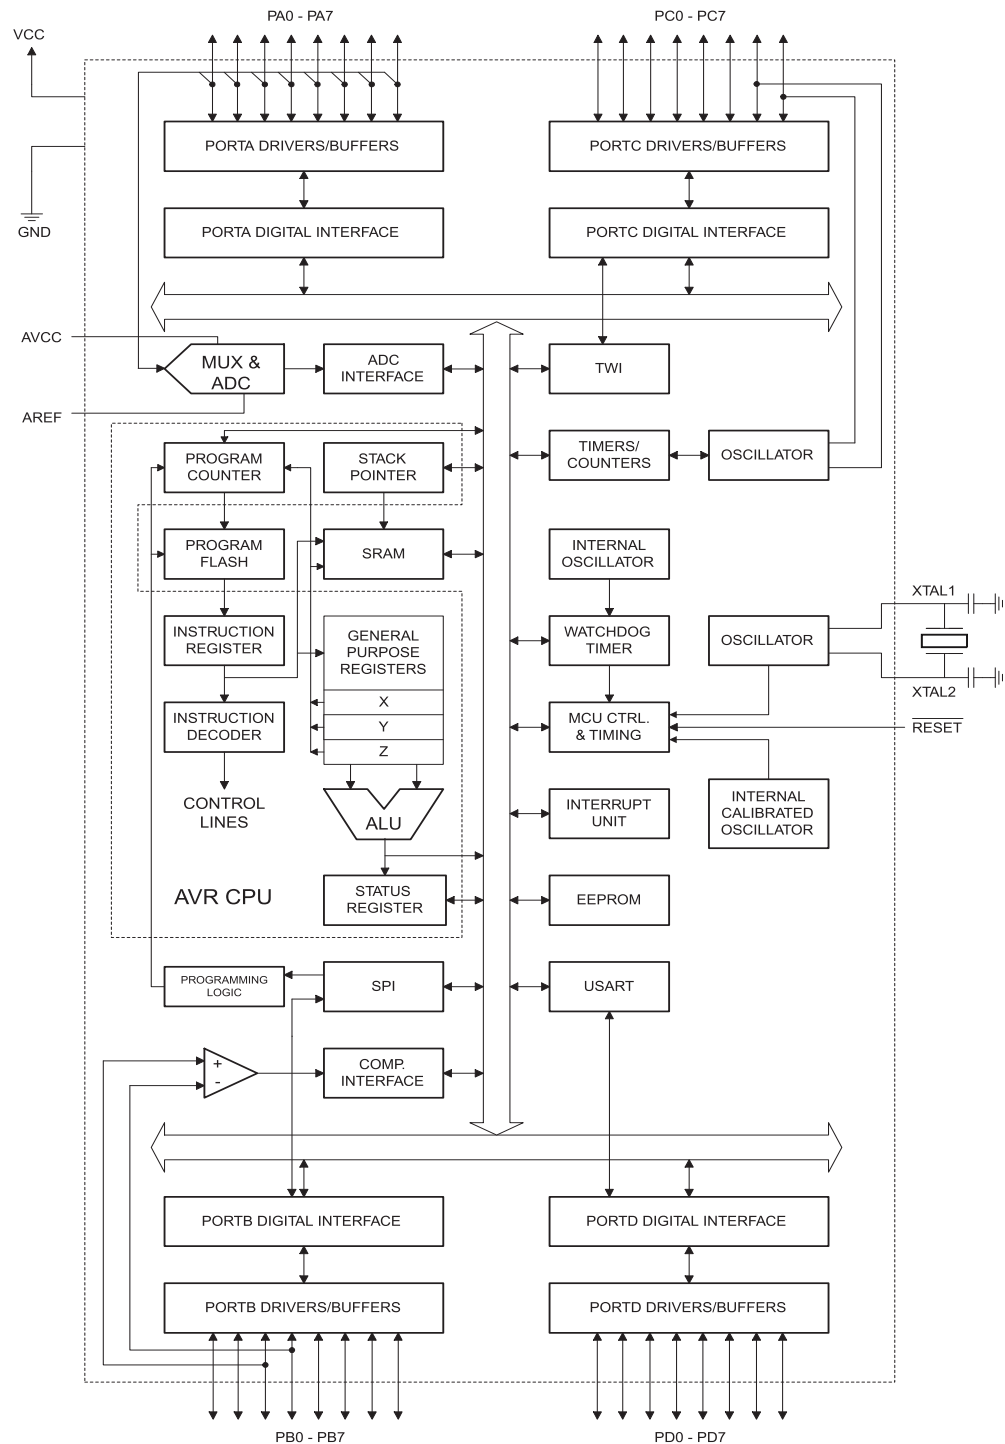 PA0 - PA7
PC0 - PC7
VCC
PORTA DRIVERS/BUFFERS
PORTC DRIVERS/BUFFERS
GND
PORTA DIGITAL INTERFACE
PORTC DIGITAL INTERFACE
AVCC
MUX &
ADC
ADC
INTERFACE
TWI
AREF
PROGRAM
COUNTER
STACK
POINTER
TIMERS/
COUNTERS
OSCILLATOR
PROGRAM
FLASH
SRAM
INTERNAL
OSCILLATOR
XTAL1
INSTRUCTION
REGISTER
GENERAL
PURPOSE
REGISTERS
WATCHDOG
TIMER
OSCILLATOR
XTAL2
X
INSTRUCTION
DECODER
Y
MCU CTRL.
& TIMING
RESET
Z
CONTROL
LINES
ALU
INTERRUPT
UNIT
INTERNAL
CALIBRATED
OSCILLATOR
AVR CPU
STATUS
REGISTER
EEPROM
PROGRAMMING
LOGIC
SPI
USART
+
-
COMP.
INTERFACE
PORTB DIGITAL INTERFACE
PORTD DIGITAL INTERFACE
PORTB DRIVERS/BUFFERS
PORTD DRIVERS/BUFFERS
PB0 - PB7
PD0 - PD7